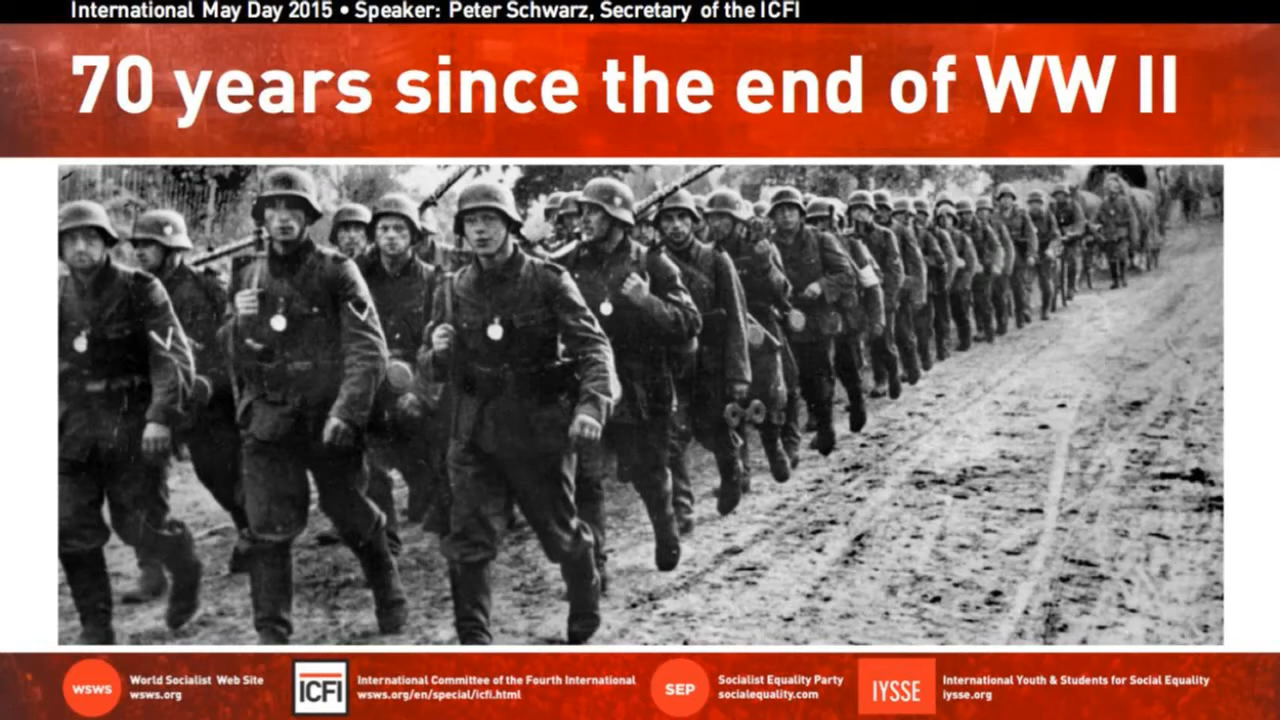 International May Day 2015 • Speaker: Peter Schwarz, Secretary of the ICFI
70 years since the end of WW II
WSWS
World Socialist Web Site
wsws.org
ICFI
International Committee of the Fourth International
wsws.org/en/special/icfi.html
SEP
Socialist Equality Party
socialequality.com
IYSSE
International Youth & Students for Social Equality
iysse.org